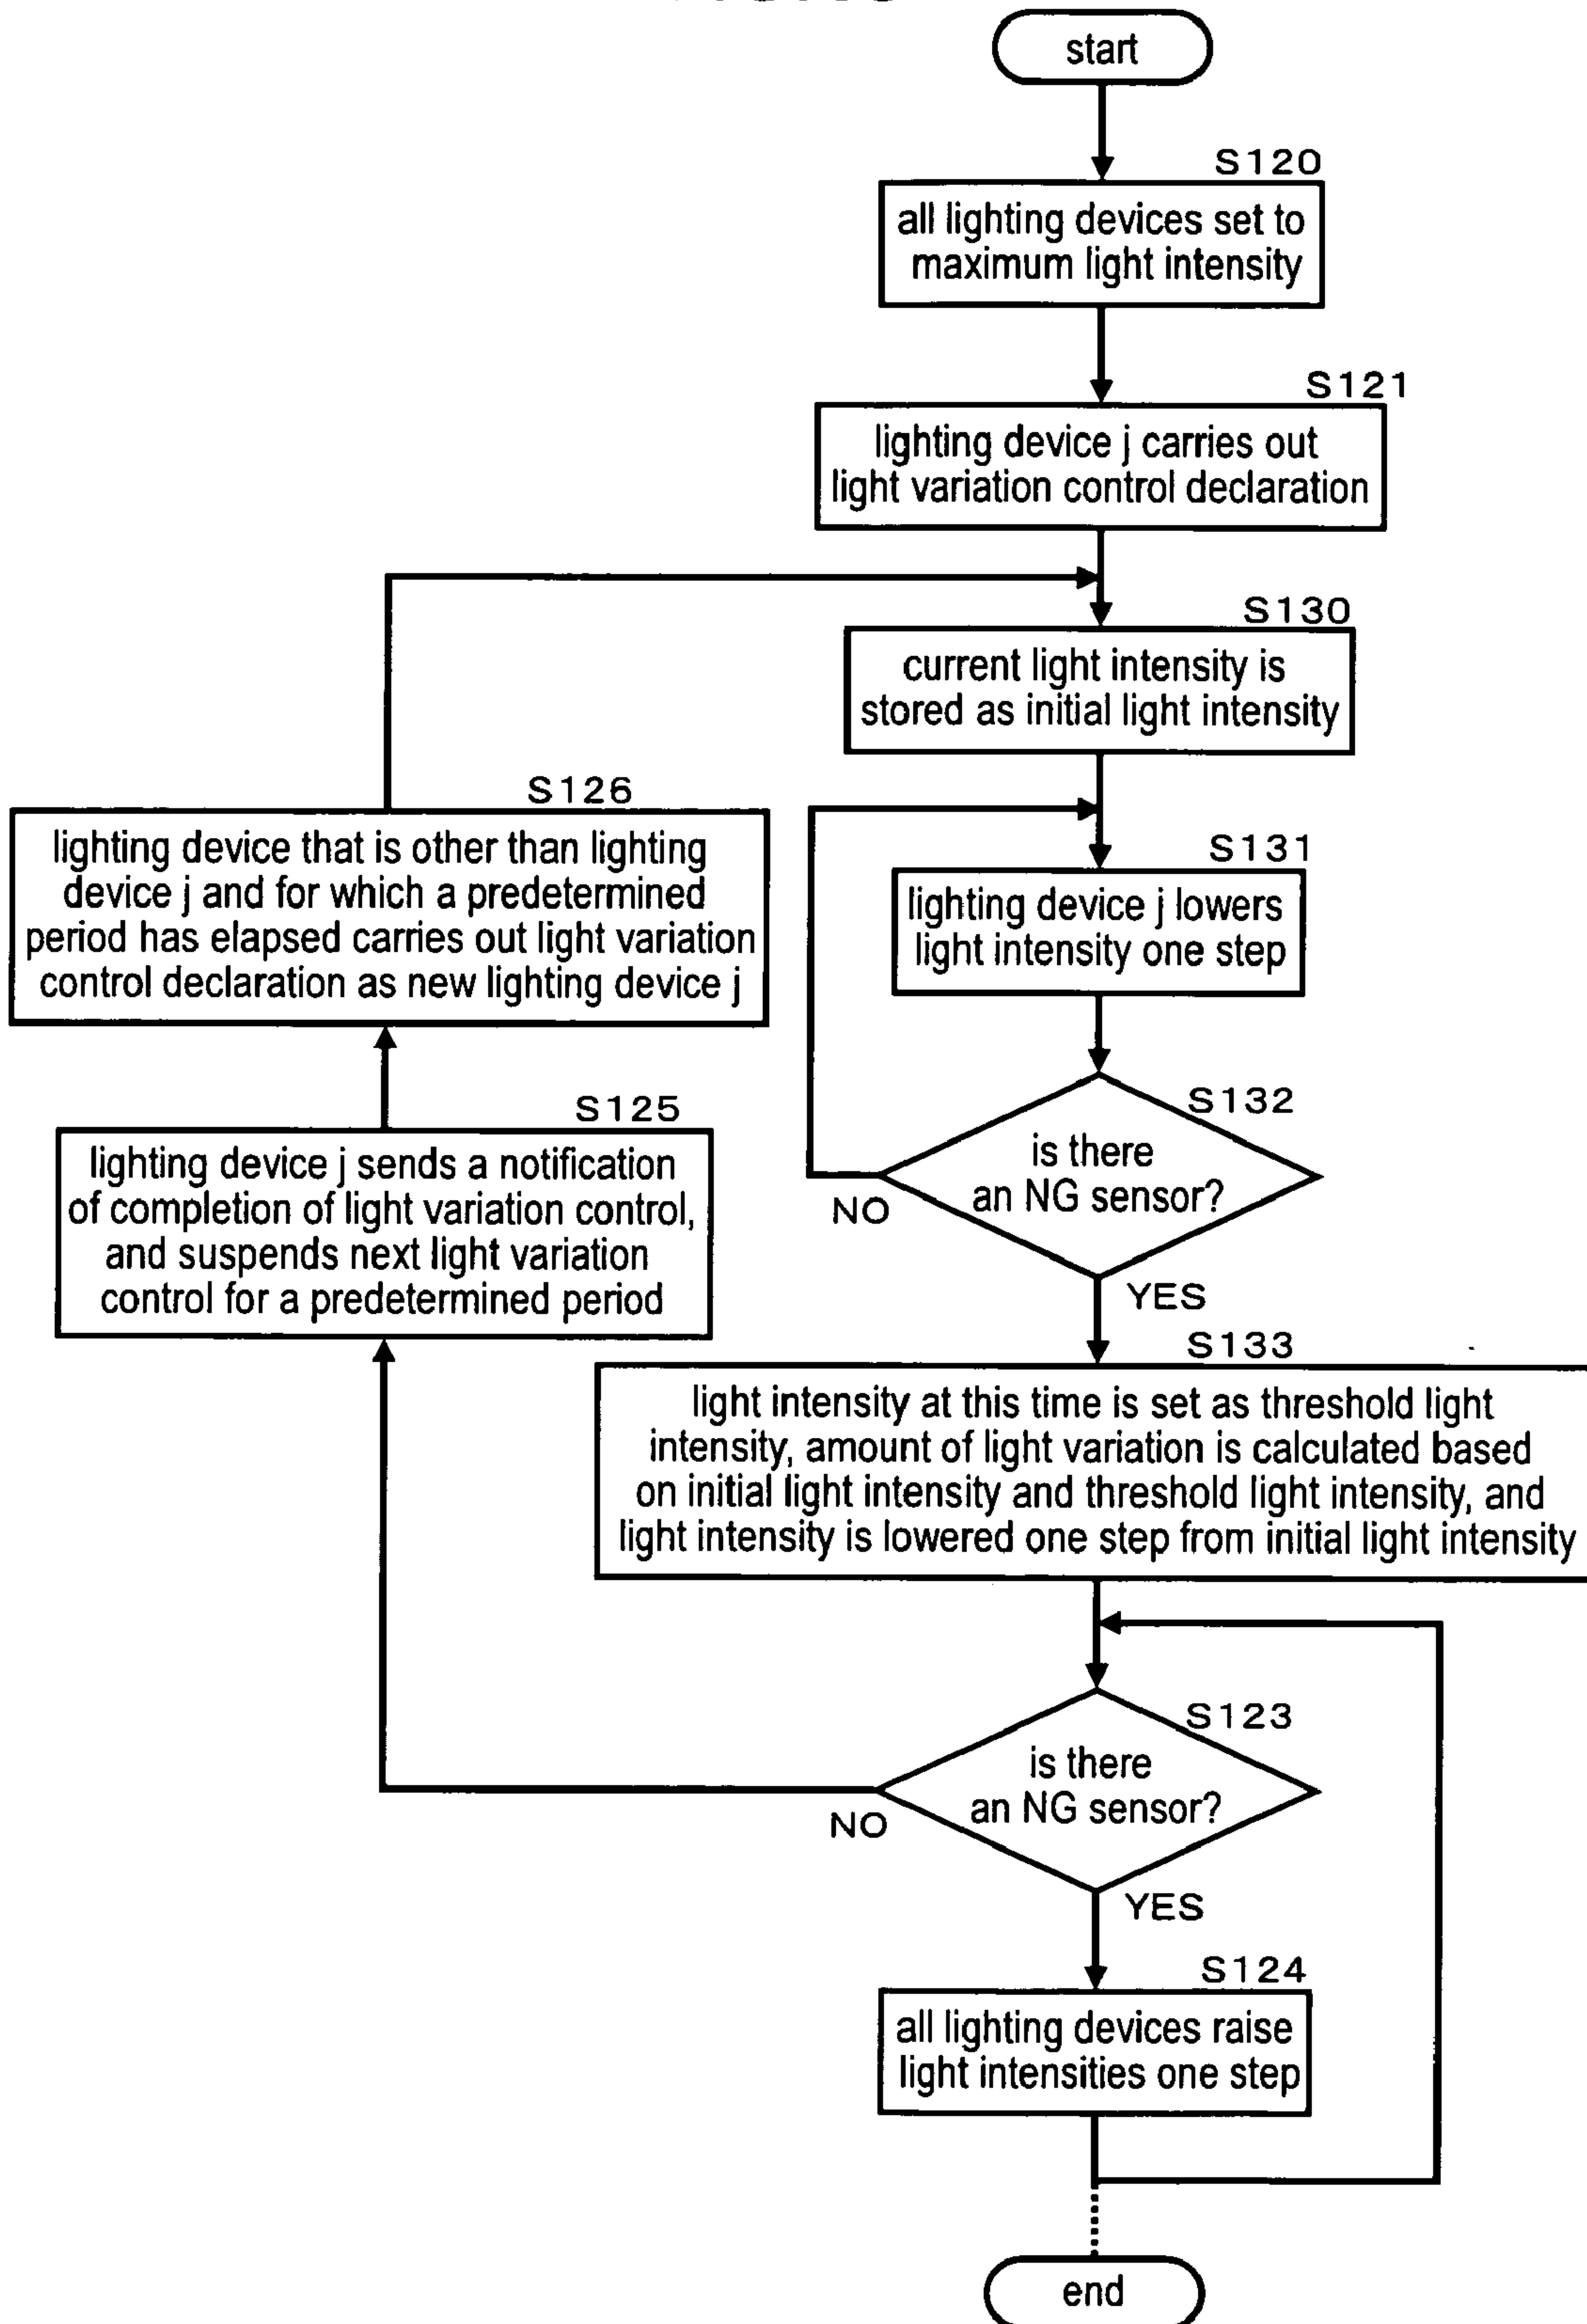 start
S120
all lighting devices set to
maximum light intensity
S121
lighting device j carries out
light variation control declaration
S130
current light intensity is
stored as initial light intensity
S126
lighting device that is other than lighting
device j and for which a predetermined
period has elapsed carries out light variation
control declaration as new lighting device j
S131
lighting device j lowers
light intensity one step
S125
lighting device j sends a notification
of completion of light variation control,
and suspends next light variation
control for a predetermined period
S132
is there
an NG sensor?
NO
YES
S133
light intensity at this time is set as threshold light
intensity, amount of light variation is calculated based
on initial light intensity and threshold light intensity, and
light intensity is lowered one step from initial light intensity
S123
is there
an NG sensor?
NO
YES
S124
all lighting devices raise
light intensities one step
end